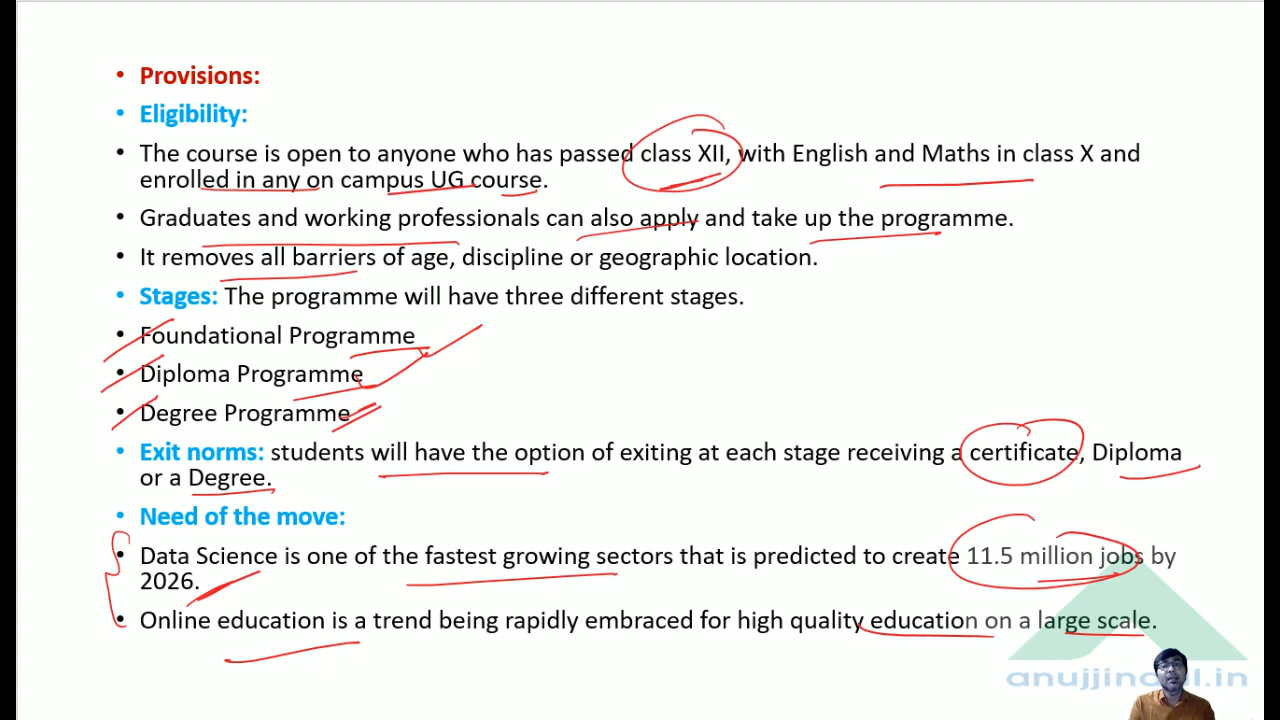 • Provisions:
• Eligibility:
• The course is open to anyone who has passed class XII, with English and Maths in class X and
enrolled in any on campus UG course.
• Graduates and working professionals can also apply and take up the programme.
• It removes all barriers of age, discipline or geographic location.
• Stages: The programme will have three different stages.
• Foundational Programme
• Diploma Programme
• Degree Programme
• Exit norms: students will have the option of exiting at each stage receiving a certificate, Diploma
or a Degree.
• Need of the move:
• Data Science is one of the fastest growing sectors that is predicted to create 11.5 million jobs by
2026.
• Online education is a trend being rapidly embraced for high quality education on a large scale.
anujjindal.in